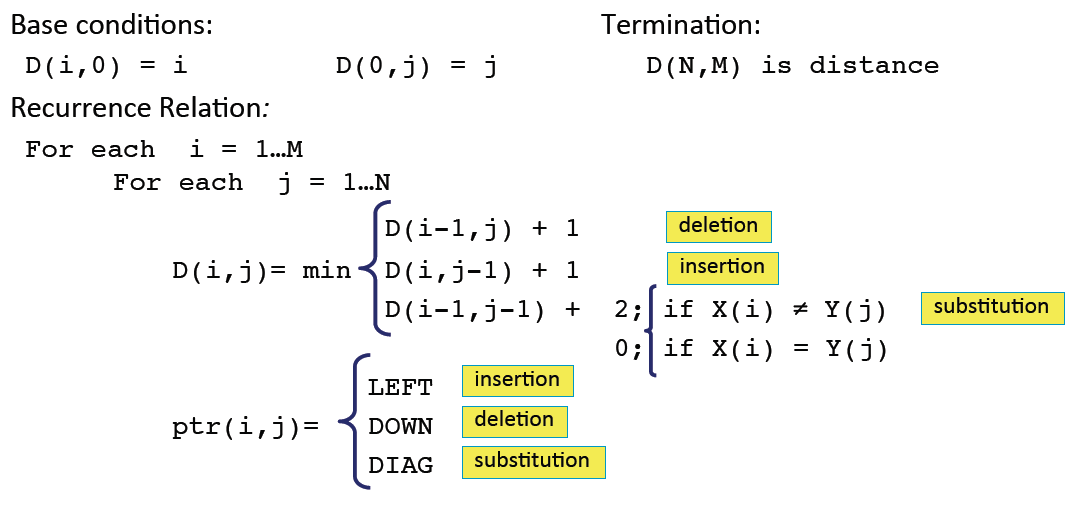 Base conditions: Termination:
D(i,0) = i D(0,j) = j D(N,M) is distance
Recurrence Relation:
For each i = 1…M
For each j = 1…N
D(i-1,j) + 1 deletion
D(i,j)= min D(i,j-1) + 1 insertion
D(i-1,j-1) + 2; if X(i) ≠ Y(j) substitution
0; if X(i) = Y(j)
LEFT insertion
ptr(i,j)= DOWN deletion
DIAG substitution